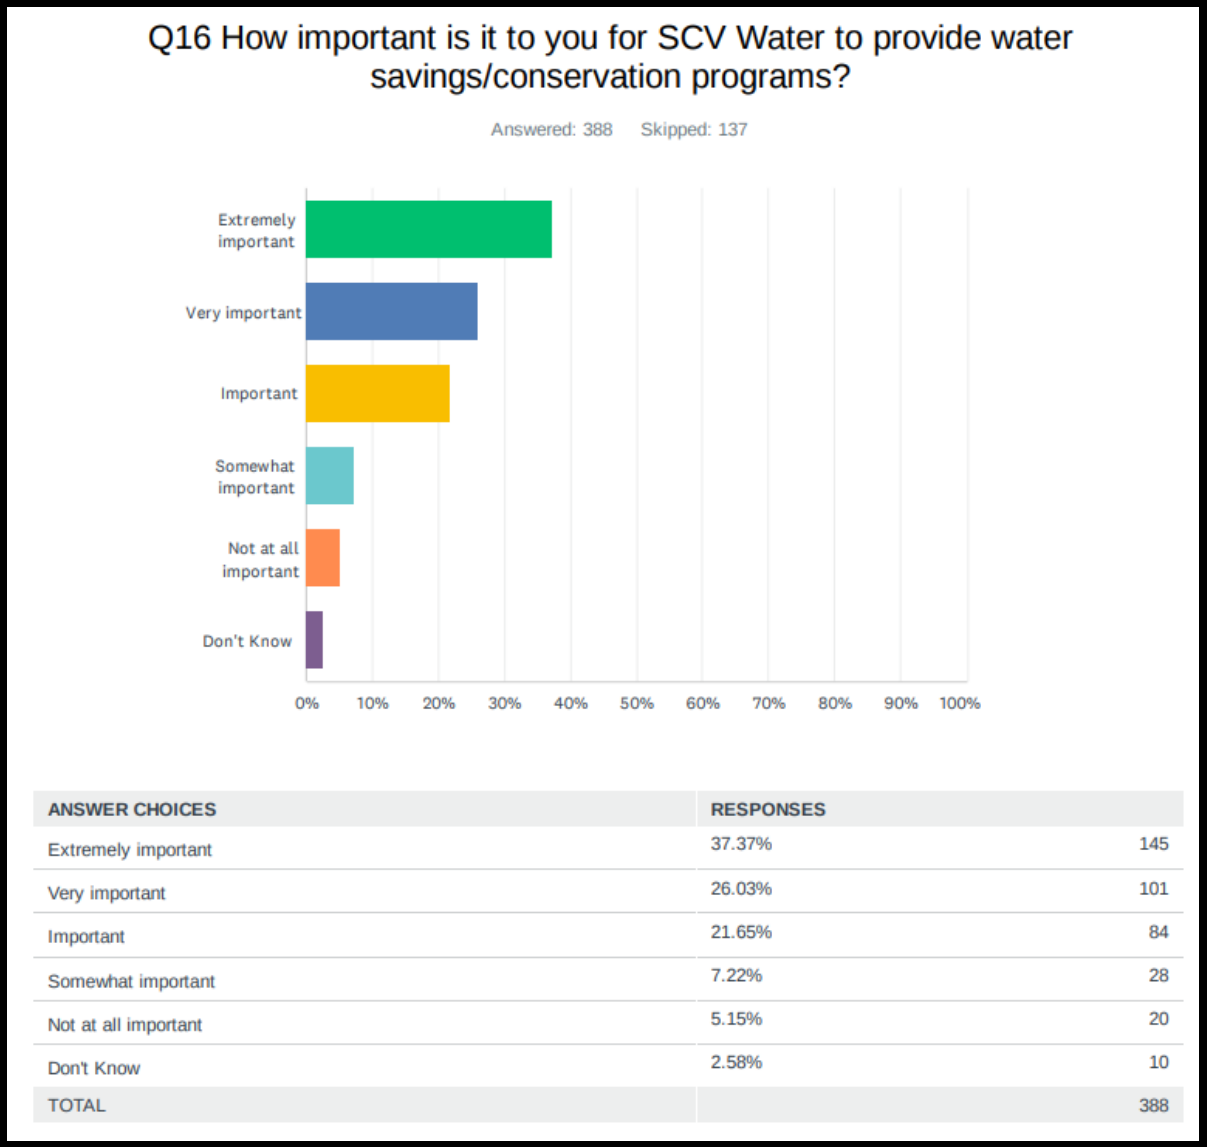 Q16 How important is it to you for SCV Water to provide water
savings/conservation programs?
Answered: 388 Skipped: 137
Extremely
important
Very important
Important
Somewhat
important
Not at all
important
Don't Know
0% 10% 20% 30% 40% 50% 60% 70% 80% 90% 100%
ANSWER CHOICES RESPONSES
Extremely important 37.37% 145
Very important 26.03% 101
Important 21.65% 84
Somewhat important 7.22% 28
Not at all important 5.15% 20
Don't Know 2.58% 10
TOTAL 388